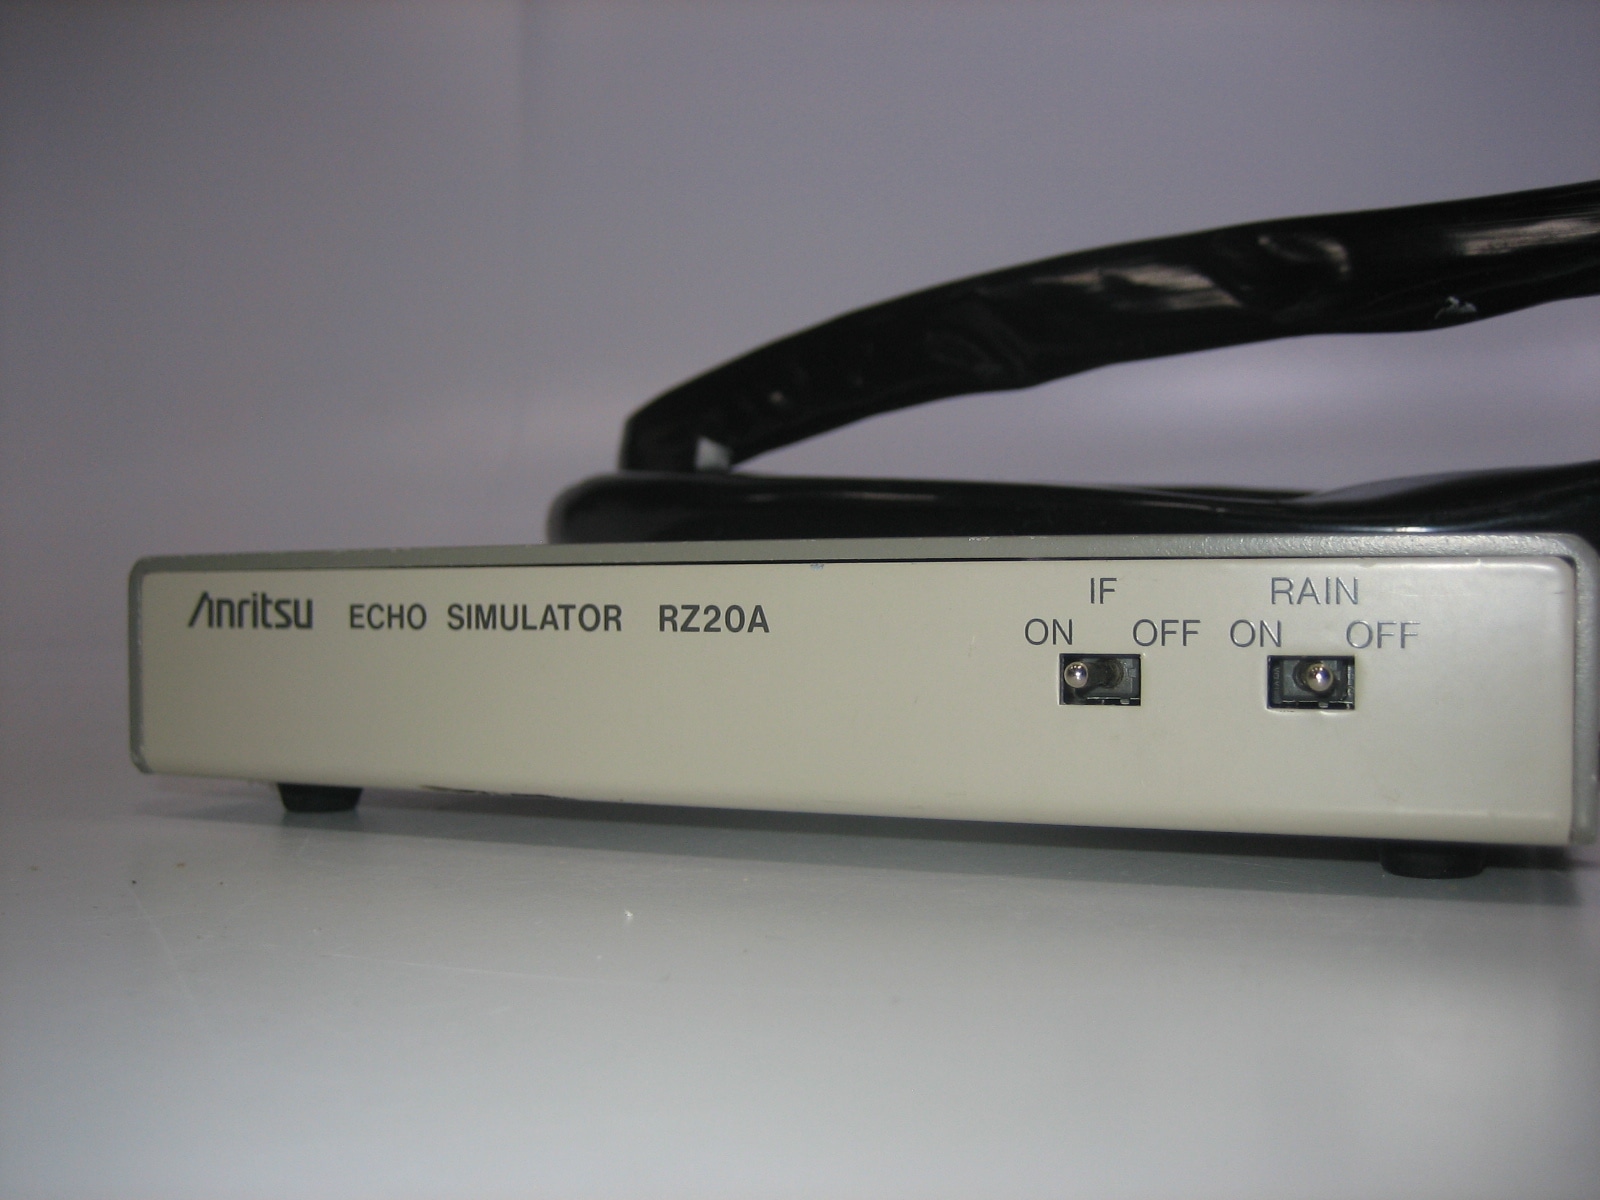 Anritsu ECHO SIMULATOR RZ20A
IF
ON OFF
RAIN
ON OFF